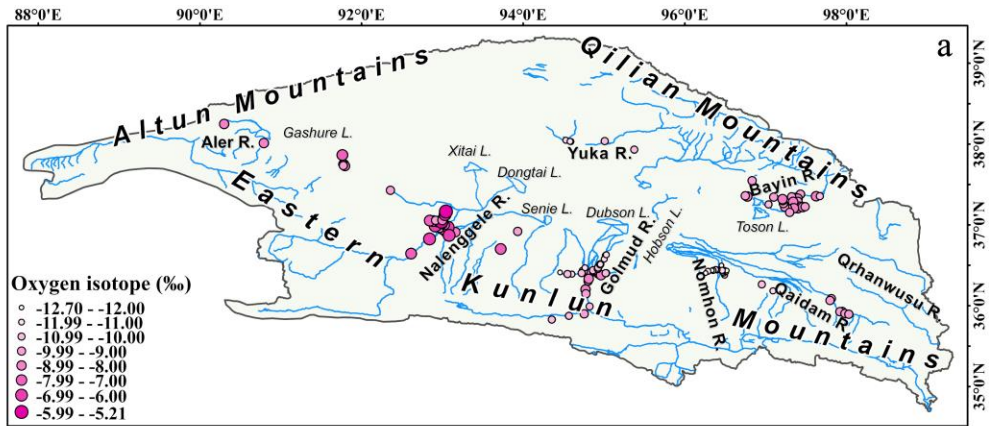 88°0'E 90°0'E 92°0'E 94°0'E 96°0'E 98°0'E
a
39°0'N
38°0'N
37°0'N
36°0'N
35°0'N
Altun Mountains
Qilian Mountains
Eastern Kunlun Mountains
Aler R.
Gashure L.
Xitai L.
Dongtai L.
Yuka R.
Bayin R.
Toson L.
Senie L.
Dubson L.
Hobson L.
Nalenggele R.
Golmud R.
Nomhon R.
Qaidam R.
Qrhanwusu R.
Oxygen isotope (‰)
-12.70 - -12.00
-11.99 - -11.00
-10.99 - -10.00
-9.99 - -9.00
-8.99 - -8.00
-7.99 - -7.00
-6.99 - -6.00
-5.99 - -5.21